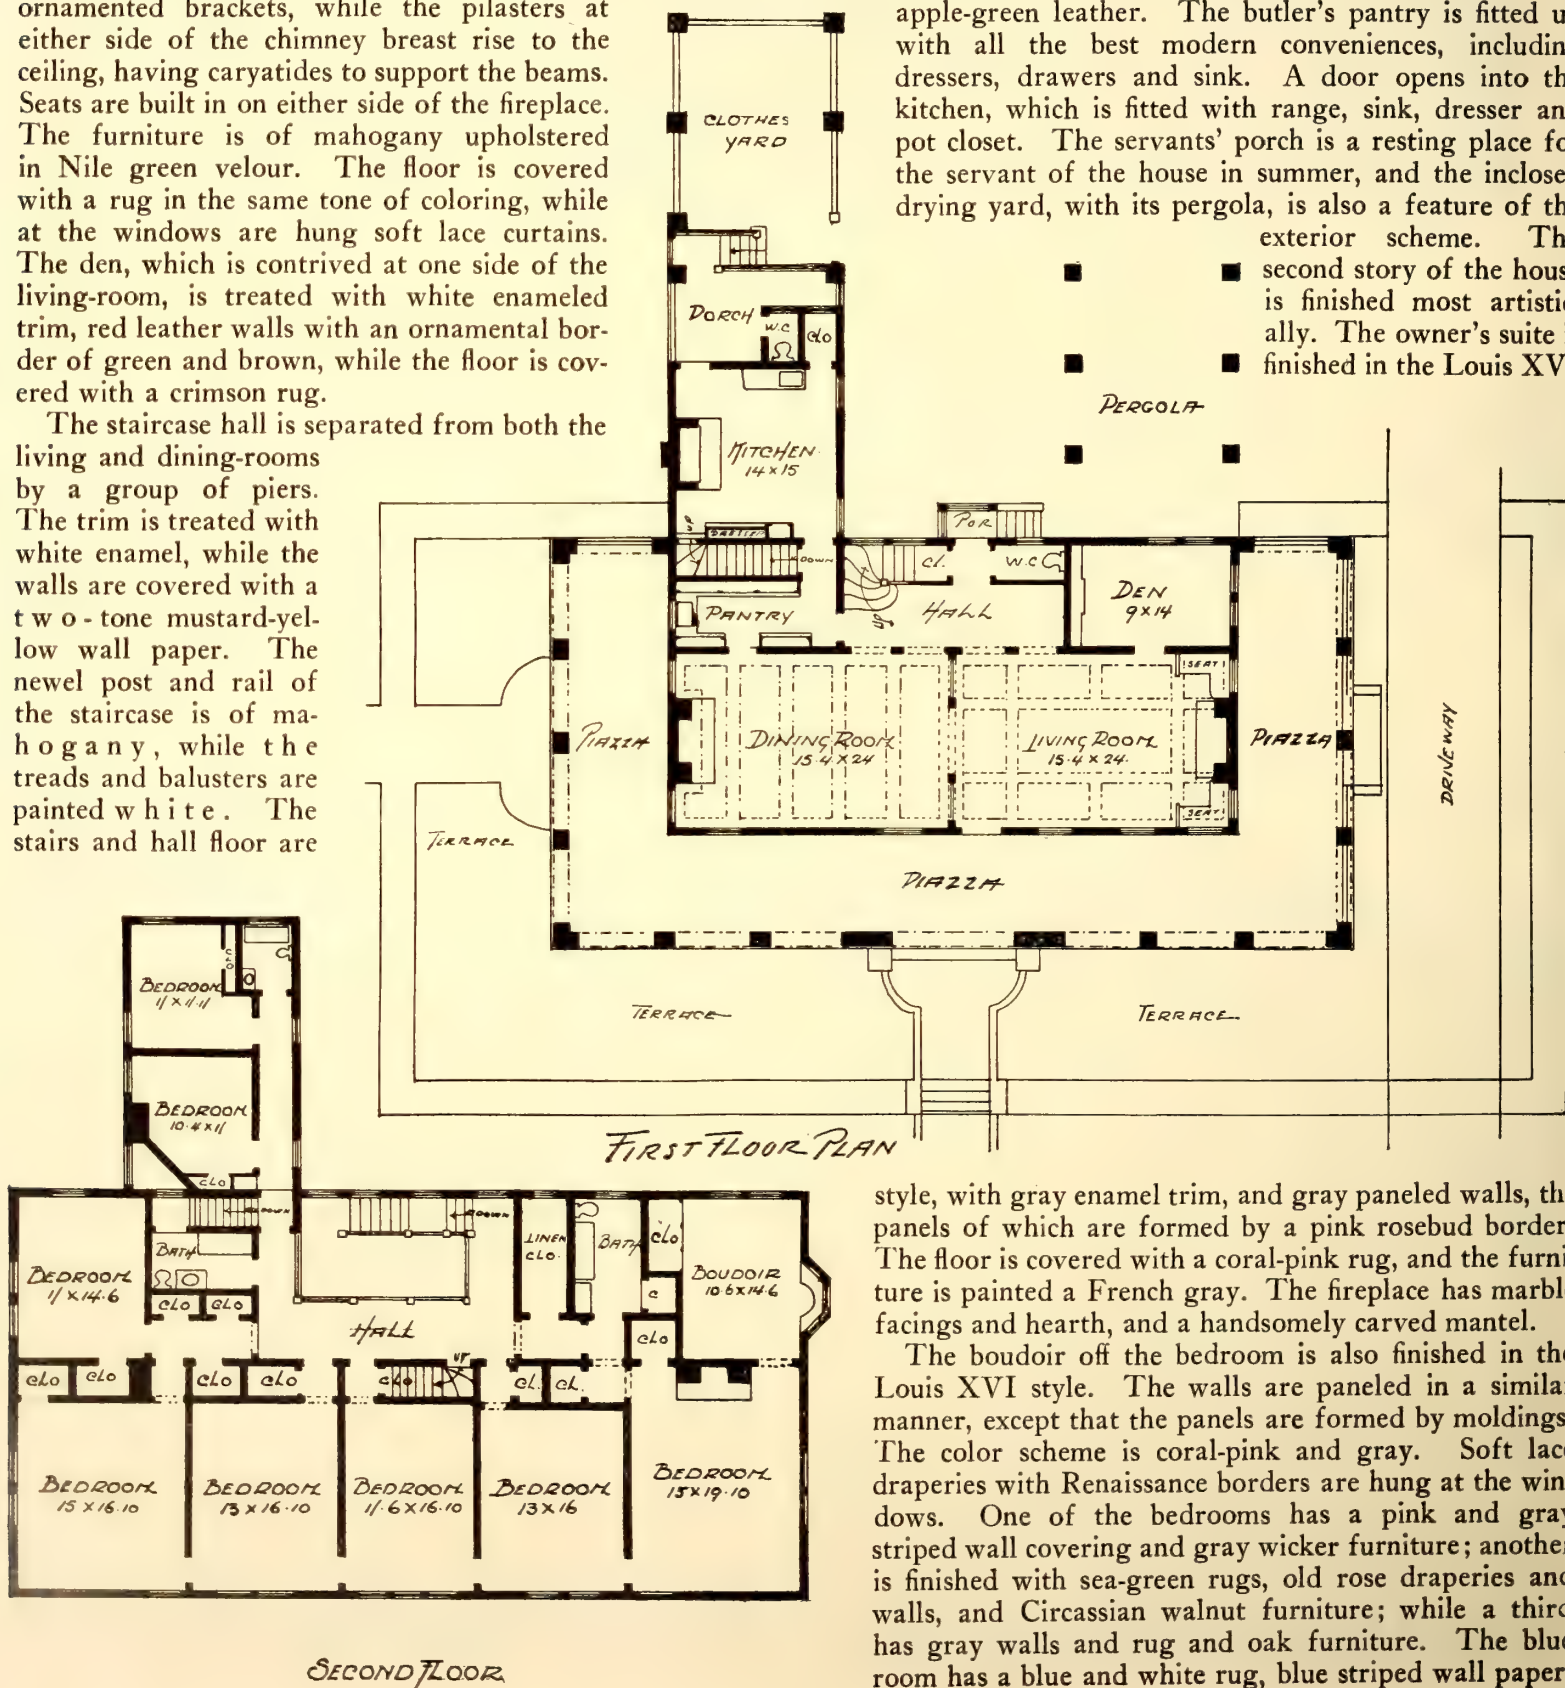 ornamented brackets, while the pilasters at
either side of the chimney breast rise to the
ceiling, having caryatides to support the beams.
Seats are built in on either side of the fireplace.
The furniture is of mahogany upholstered
in Nile green velour. The floor is covered
with a rug in the same tone of coloring, while
at the windows are hung soft lace curtains.
The den, which is contrived at one side of the
living-room, is treated with white enameled
trim, red leather walls with an ornamental bor-
der of green and brown, while the floor is cov-
ered with a crimson rug.
The staircase hall is separated from both the
living and dining-rooms
by a group of piers.
The trim is treated with
white enamel, while the
walls are covered with a
two-tone mustard-yel-
low wall paper. The
newel post and rail of
the staircase is of ma-
hogany, while the
treads and balusters are
painted white. The
stairs and hall floor are
apple-green leather. The butler's pantry is fitted u
with all the best modern conveniences, includin
dressers, drawers and sink. A door opens into th
kitchen, which is fitted with range, sink, dresser an
pot closet. The servants' porch is a resting place fo
the servant of the house in summer, and the inclose
drying yard, with its pergola, is also a feature of th
exterior scheme. Th
second story of the hous
is finished most artistic
ally. The owner's suite i
finished in the Louis XV
CLOTHES
YARD
PORCH
W.C
CLO
KITCHEN
14 x 15
PERGOLA
UP
DRESSER
DOWN
POR
CL.
W.C
DEN
9 x 14
PANTRY
HALL
UP
SEAT
PIAZZA
DINING ROOM
15·4 x 24
LIVING ROOM
15·4 x 24·
PIAZZA
DRIVEWAY
SEAT
TERRACE
PIAZZA
TERRACE
TERRACE
FIRST FLOOR PLAN
BEDROOM
11 x 11·11
CLO
BEDROOM
10·4 x 11
CLO
DOWN
DOWN
BEDROOM
11 x 14·6
BATH
CLO
CLO
LINEN
CLO.
BATH
CLO
C
BOUDOIR
10·6 x 14·6
HALL
CLO
UP
CLO
CLO
CLO
CLO
CLO
CL.
CL.
BEDROOM
15 x 16·10
BEDROOM
13 x 16·10
BEDROOM
11·6 x 16·10
BEDROOM
13 x 16
BEDROOM
15 x 19·10
SECOND FLOOR
style, with gray enamel trim, and gray paneled walls, th
panels of which are formed by a pink rosebud border
The floor is covered with a coral-pink rug, and the furni
ture is painted a French gray. The fireplace has marbl
facings and hearth, and a handsomely carved mantel.
The boudoir off the bedroom is also finished in th
Louis XVI style. The walls are paneled in a simila
manner, except that the panels are formed by moldings
The color scheme is coral-pink and gray. Soft lac
draperies with Renaissance borders are hung at the win
dows. One of the bedrooms has a pink and gray
striped wall covering and gray wicker furniture; anothe
is finished with sea-green rugs, old rose draperies and
walls, and Circassian walnut furniture; while a third
has gray walls and rug and oak furniture. The blue
room has a blue and white rug, blue striped wall paper